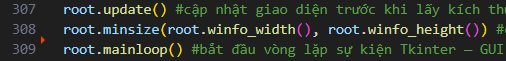 307 root.update() #cập nhật giao diện trước khi lấy kích
308 root.minsize(root.winfo_width(), root.winfo_height())
309 root.mainloop() #bắt đầu vòng lặp sự kiện Tkinter – GUI